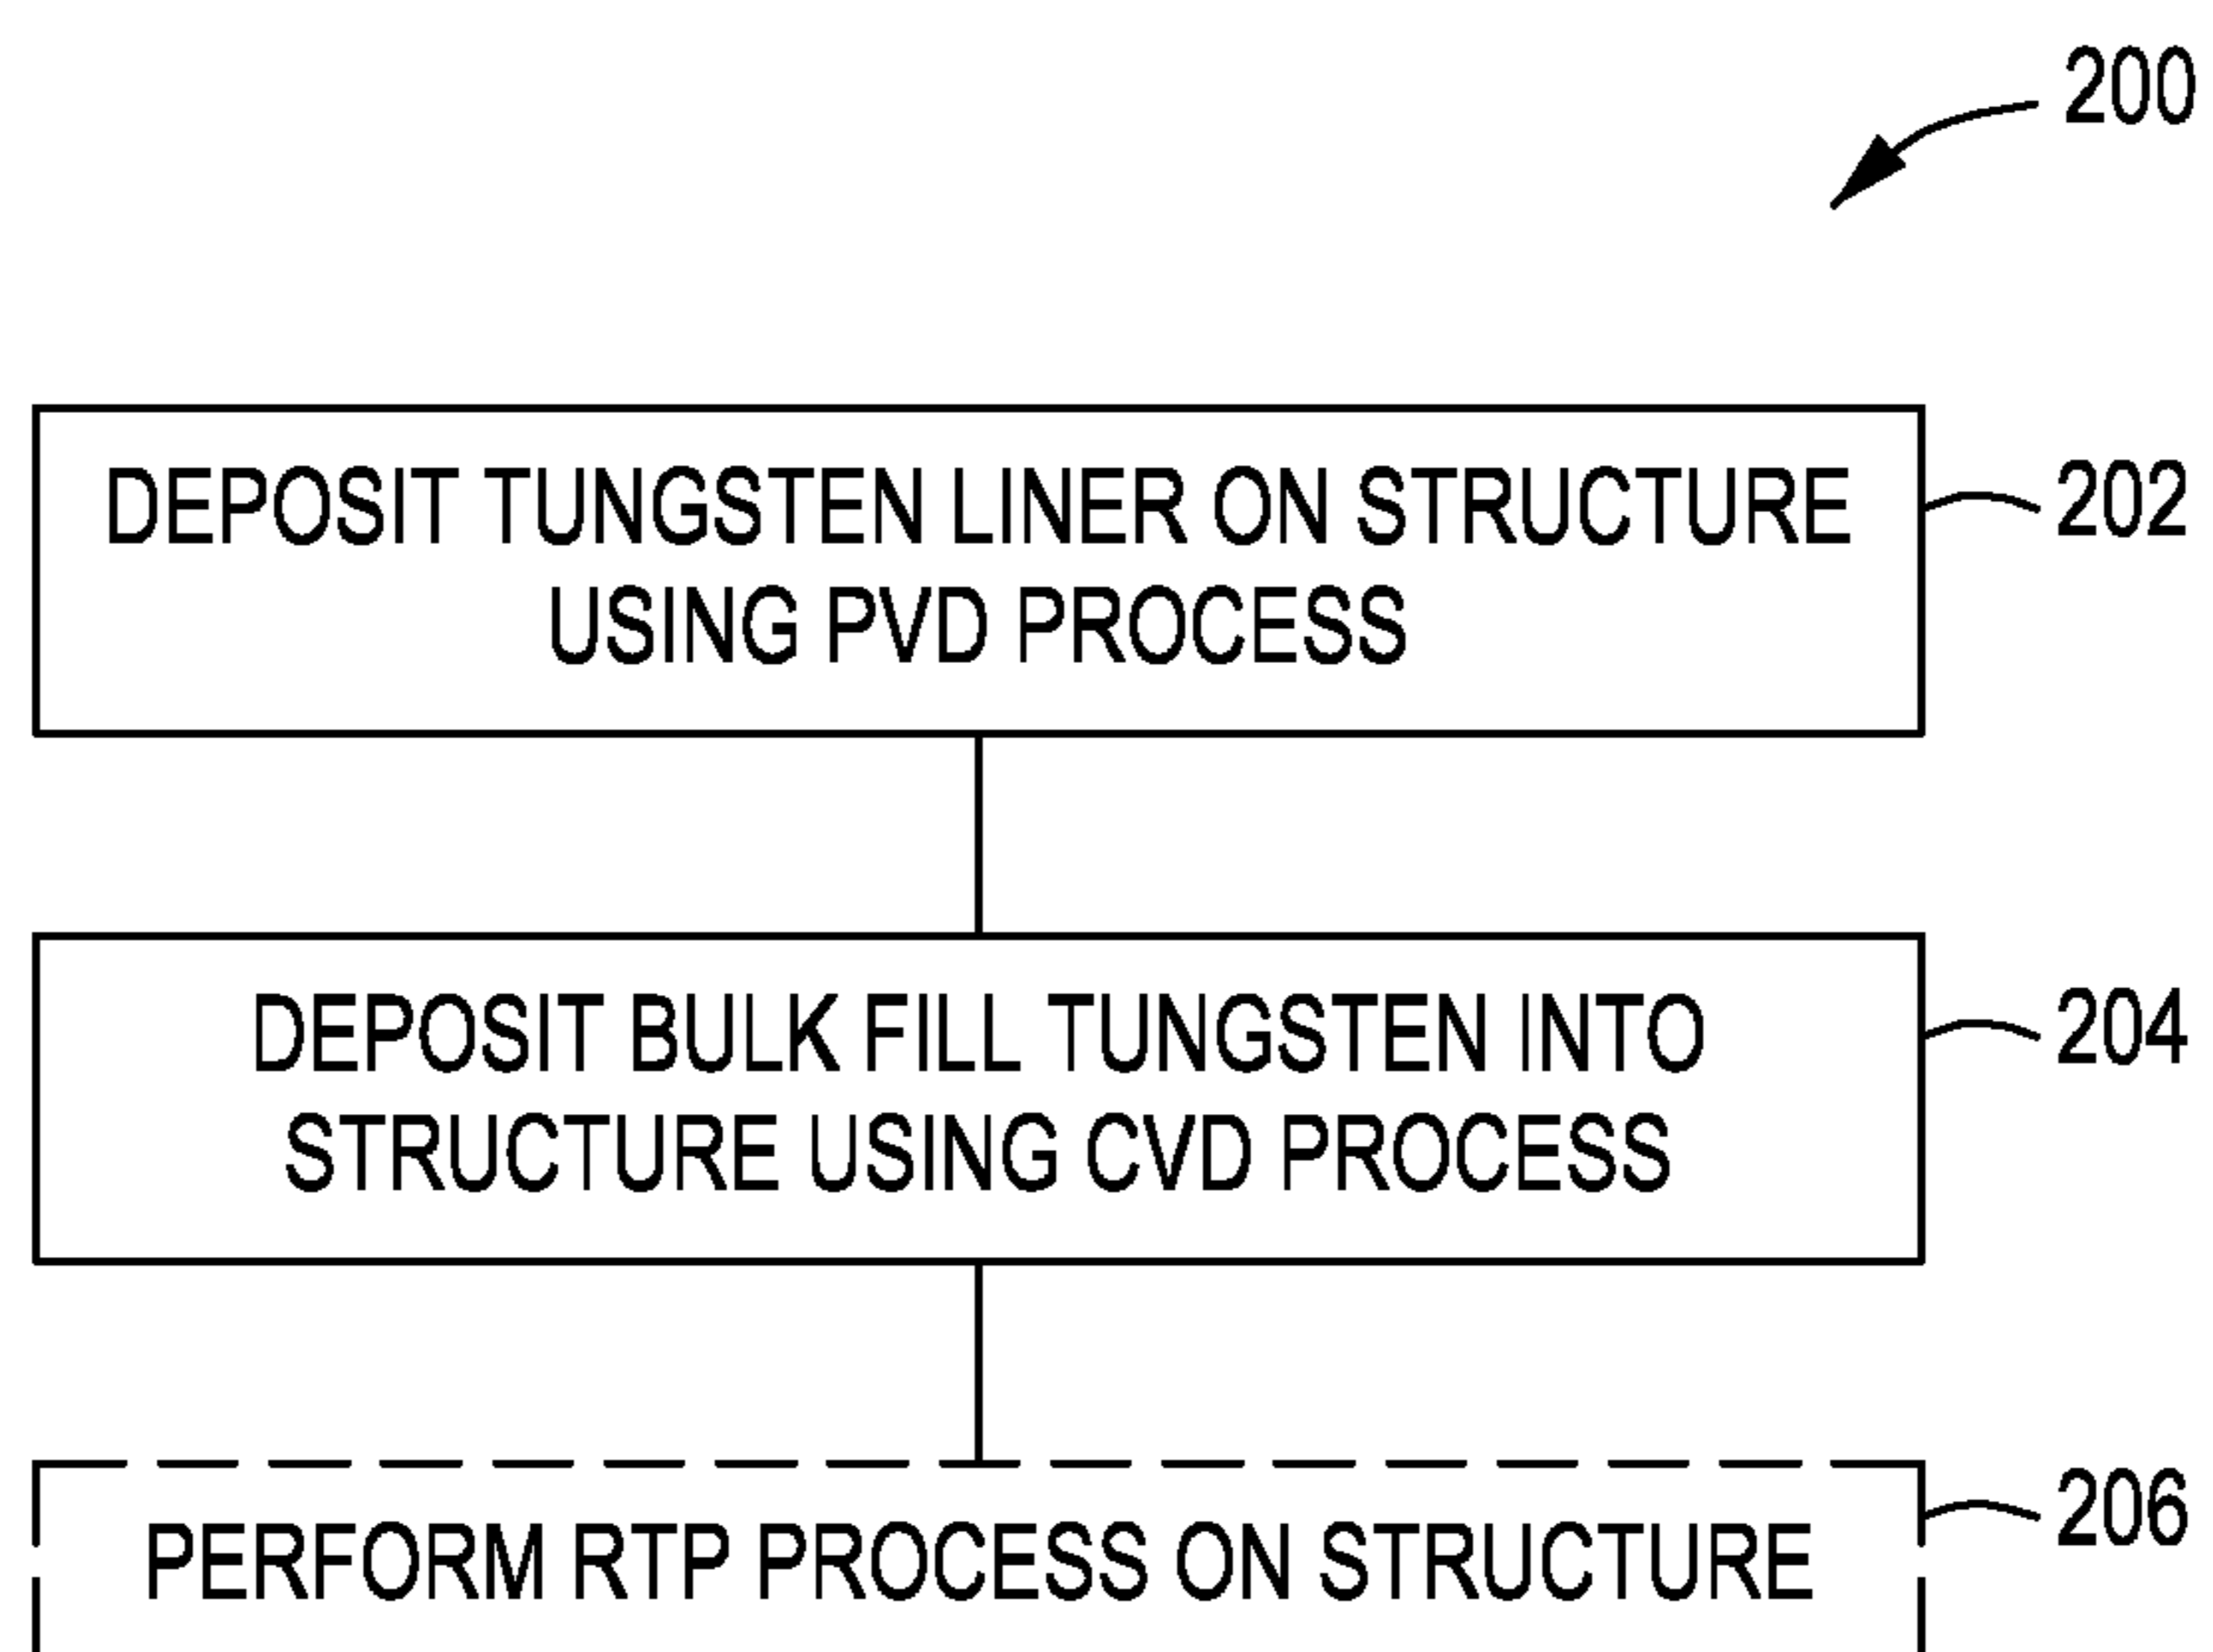 200
DEPOSIT TUNGSTEN LINER ON STRUCTURE
USING PVD PROCESS
202
DEPOSIT BULK FILL TUNGSTEN INTO
STRUCTURE USING CVD PROCESS
204
PERFORM RTP PROCESS ON STRUCTURE
206